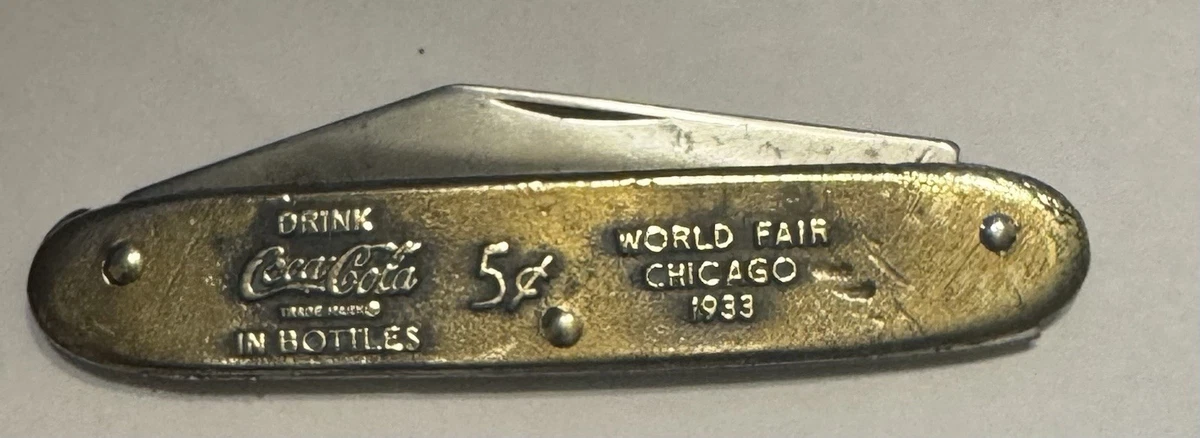 DRINK
Coca-Cola
TRADE MARK ®
IN BOTTLES
5¢
WORLD FAIR
CHICAGO
1933